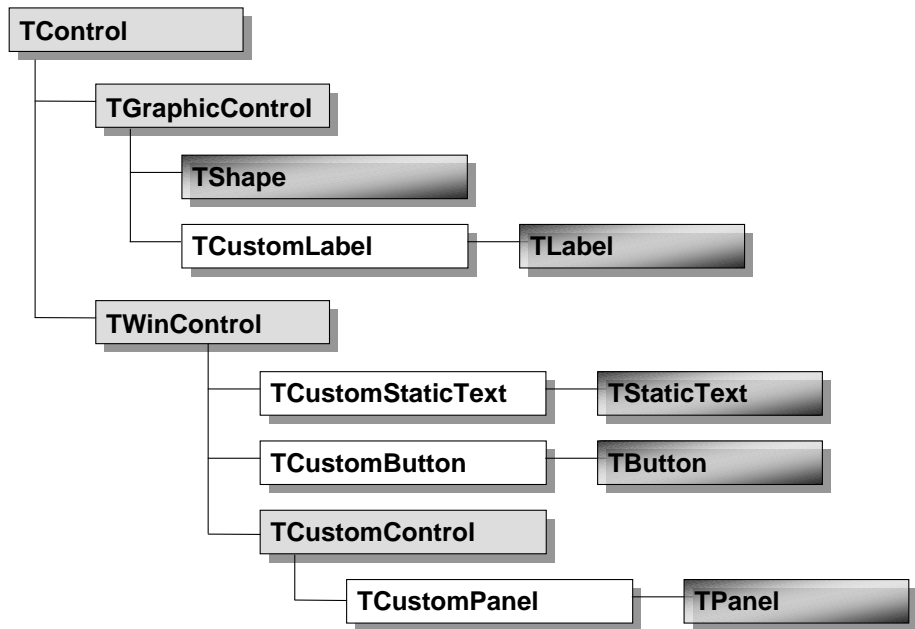 TControl
TGraphicControl
TShape
TCustomLabel
TLabel
TWinControl
TCustomStaticText
TStaticText
TCustomButton
TButton
TCustomControl
TCustomPanel
TPanel